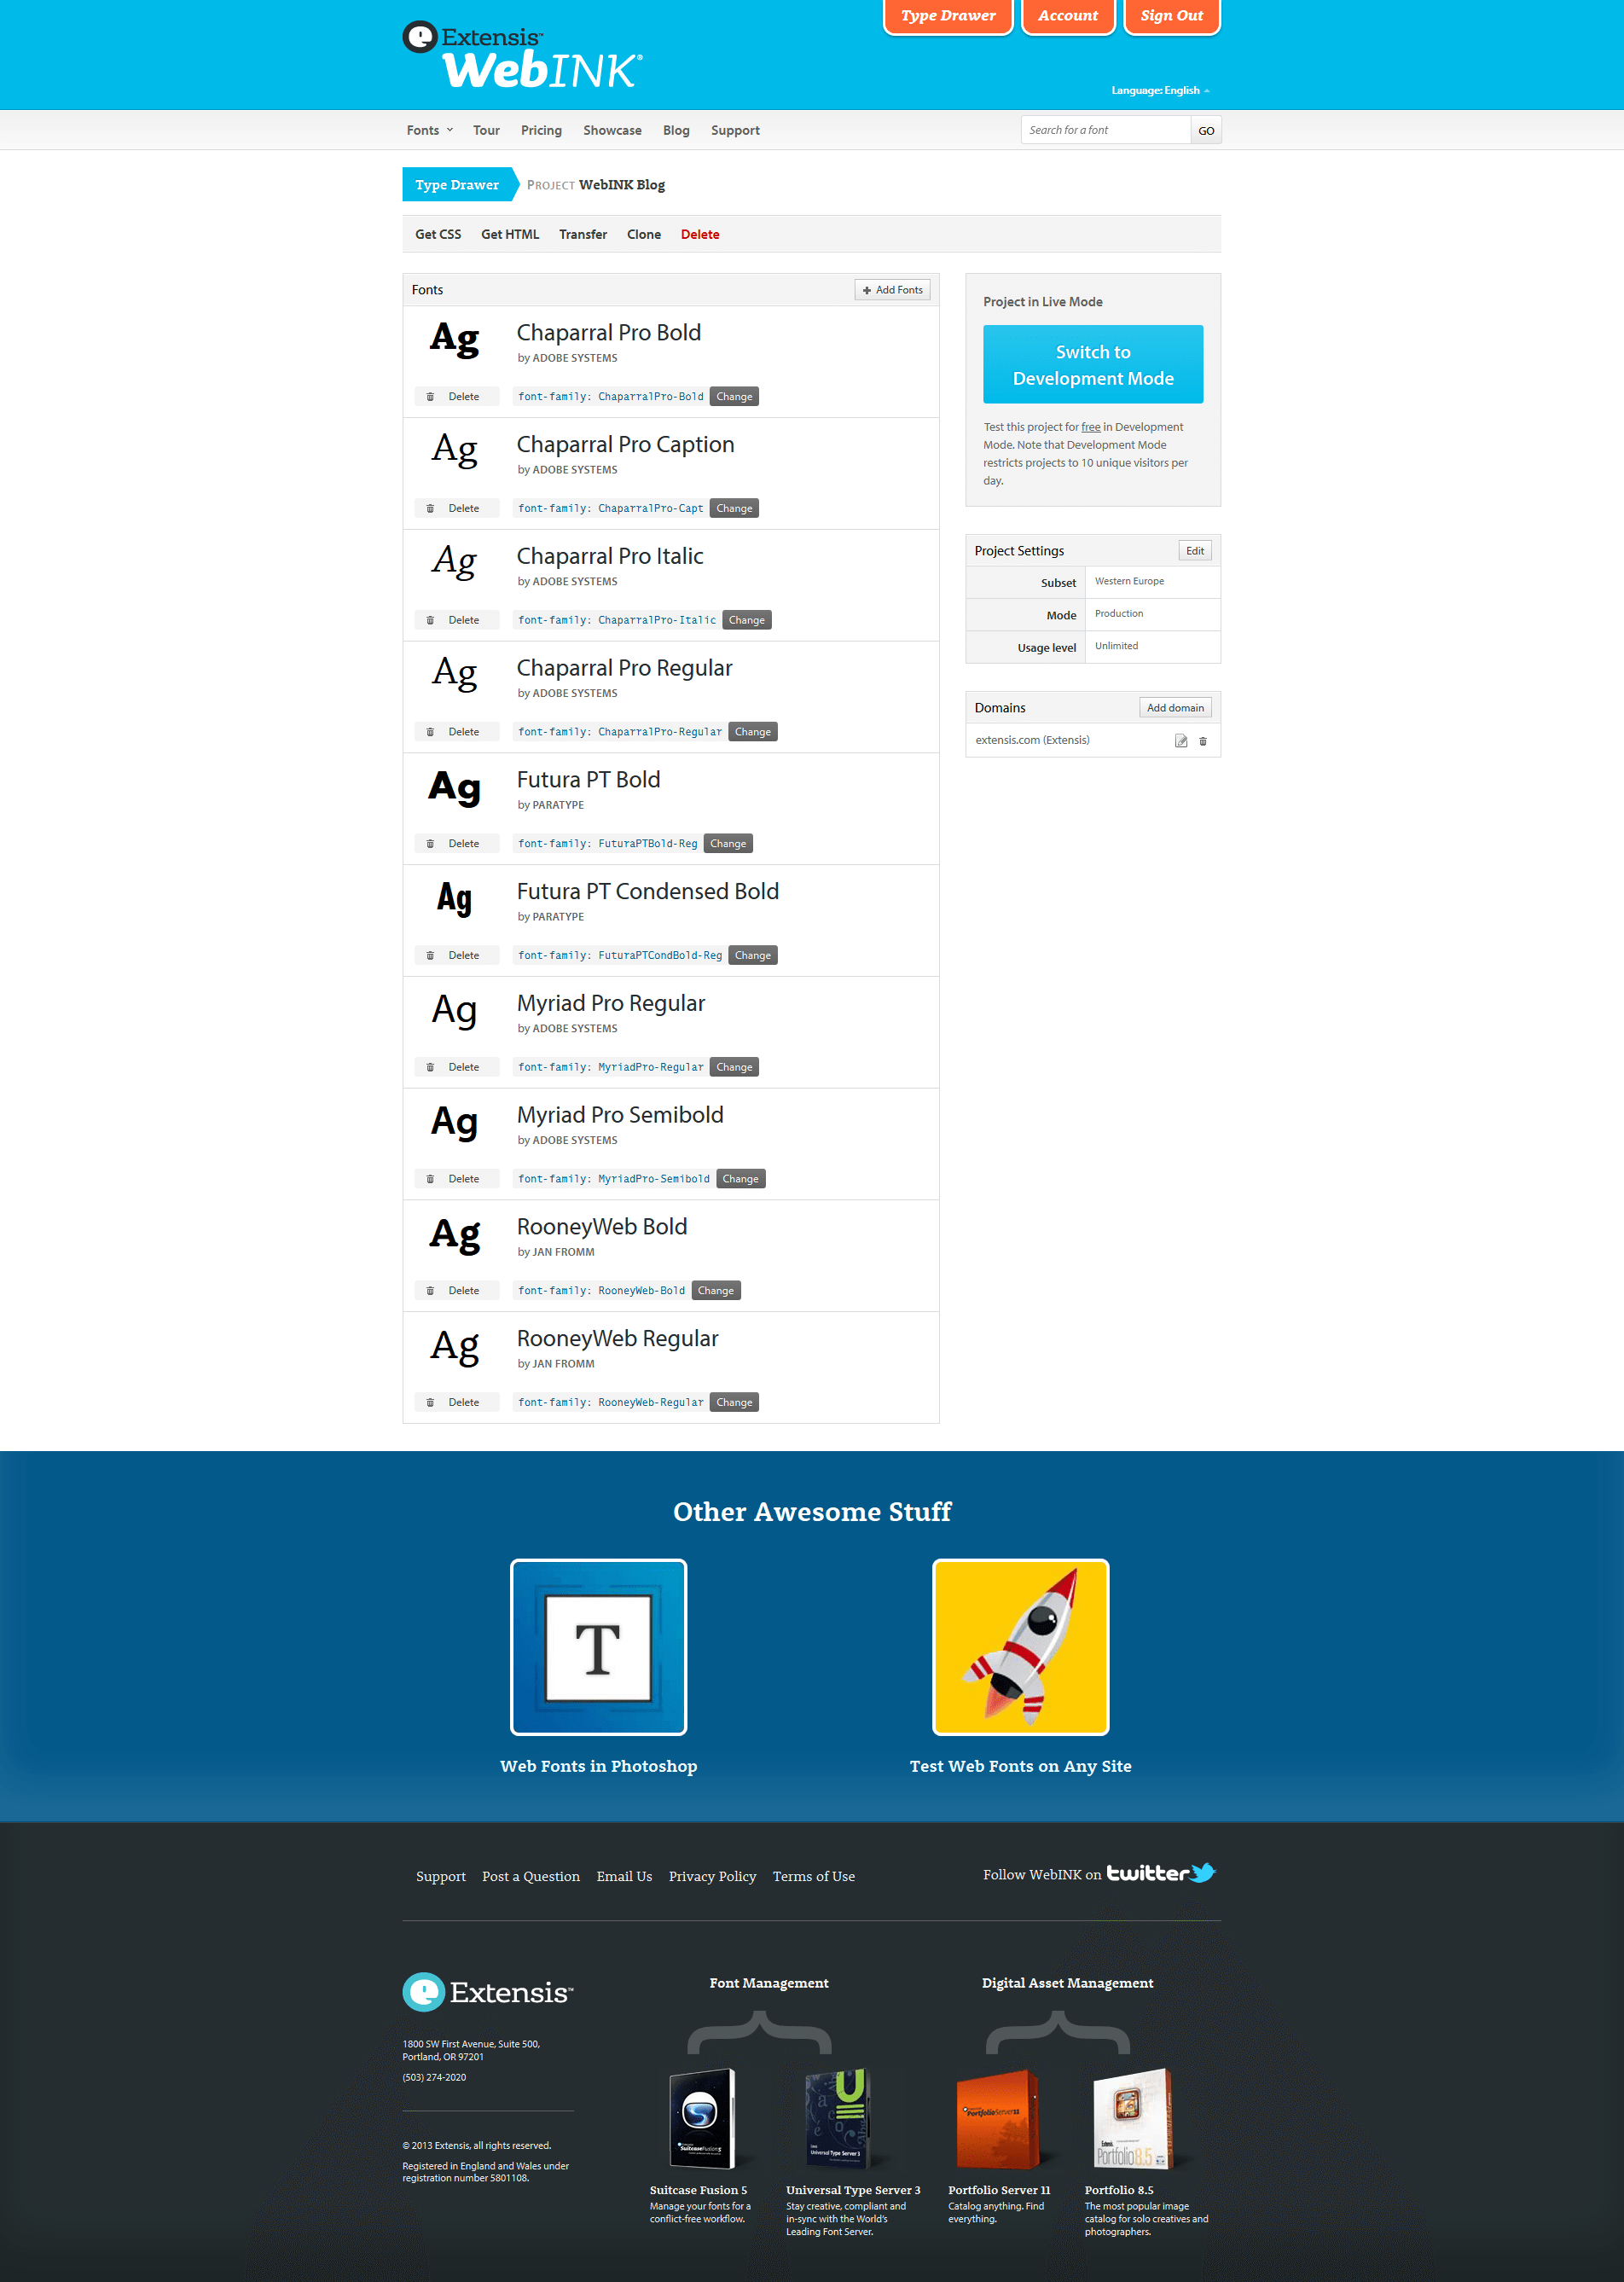 Type Drawer
Account
Sign Out
Extensis™
WebINK®
Language: English
Fonts
Tour
Pricing
Showcase
Blog
Support
Search for a font
GO
Type Drawer
PROJECT WebINK Blog
Get CSS
Get HTML
Transfer
Clone
Delete
Fonts
Add Fonts
Ag
Chaparral Pro Bold
by ADOBE SYSTEMS
Delete
font-family: ChaparralPro-Bold
Change
Ag
Chaparral Pro Caption
by ADOBE SYSTEMS
Delete
font-family: ChaparralPro-Capt
Change
Ag
Chaparral Pro Italic
by ADOBE SYSTEMS
Delete
font-family: ChaparralPro-Italic
Change
Ag
Chaparral Pro Regular
by ADOBE SYSTEMS
Delete
font-family: ChaparralPro-Regular
Change
Ag
Futura PT Bold
by PARATYPE
Delete
font-family: FuturaPTBold-Reg
Change
Ag
Futura PT Condensed Bold
by PARATYPE
Delete
font-family: FuturaPTCondBold-Reg
Change
Ag
Myriad Pro Regular
by ADOBE SYSTEMS
Delete
font-family: MyriadPro-Regular
Change
Ag
Myriad Pro Semibold
by ADOBE SYSTEMS
Delete
font-family: MyriadPro-Semibold
Change
Ag
RooneyWeb Bold
by JAN FROMM
Delete
font-family: RooneyWeb-Bold
Change
Ag
RooneyWeb Regular
by JAN FROMM
Delete
font-family: RooneyWeb-Regular
Change
Project in Live Mode
Switch to
Development Mode
Test this project for free in Development
Mode. Note that Development Mode
restricts projects to 10 unique visitors per
day.
Project Settings
Edit
Subset
Western Europe
Mode
Production
Usage level
Unlimited
Domains
Add domain
extensis.com (Extensis)
Other Awesome Stuff
T
Web Fonts in Photoshop
Test Web Fonts on Any Site
Support
Post a Question
Email Us
Privacy Policy
Terms of Use
Follow WebINK on twitter
Extensis™
1800 SW First Avenue, Suite 500,
Portland, OR 97201
(503) 274-2020
© 2013 Extensis, all rights reserved.
Registered in England and Wales under
registration number 5801108.
Font Management
Suitcase Fusion 5
Universal Type Server 3
Suitcase Fusion 5
Manage your fonts for a
conflict-free workflow.
Universal Type Server 3
Stay creative, compliant and
in-sync with the World's
Leading Font Server.
Digital Asset Management
Portfolio Server 11
Extensis
Portfolio 8.5
Portfolio Server 11
Catalog anything. Find
everything.
Portfolio 8.5
The most popular image
catalog for solo creatives and
photographers.